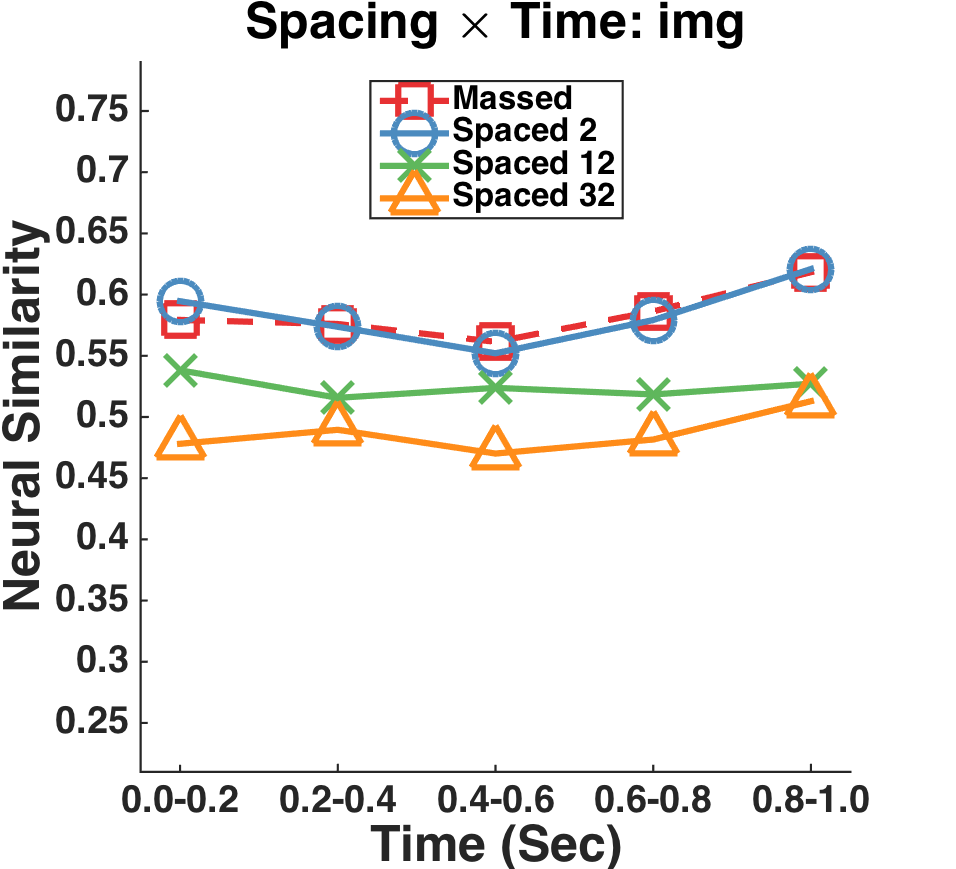 Spacing × Time: img
Massed
Spaced 2
Spaced 12
Spaced 32
Neural Similarity
0.75
0.7
0.65
0.6
0.55
0.5
0.45
0.4
0.35
0.3
0.25
0.0-0.2 0.2-0.4 0.4-0.6 0.6-0.8 0.8-1.0
Time (Sec)